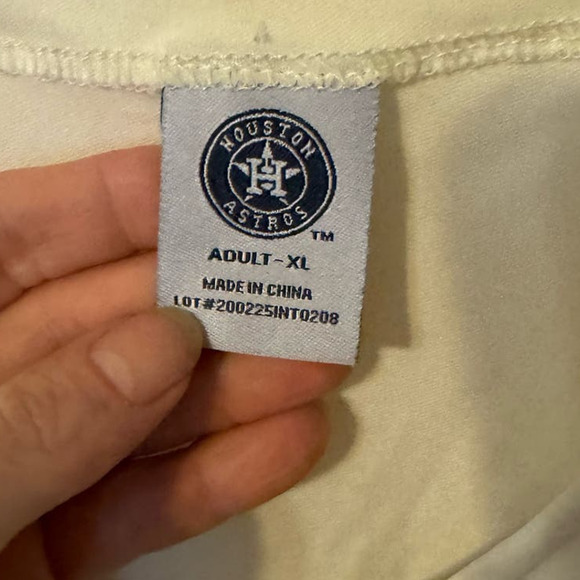 HOUSTON
H
ASTROS
TM
ADULT-XL
MADE IN CHINA
LOT#200225INT0208